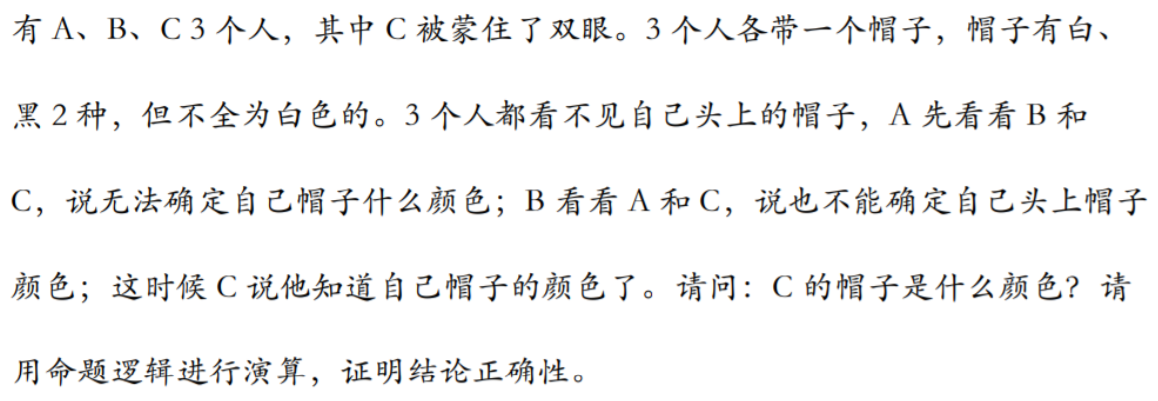 有 A、B、C 3 个人，其中 C 被蒙住了双眼。3 个人各带一个帽子，帽子有白、
黑 2 种，但不全为白色的。3 个人都看不见自己头上的帽子，A 先看看 B 和
C，说无法确定自己帽子什么颜色；B 看看 A 和 C，说也不能确定自己头上帽子
颜色；这时候 C 说他知道自己帽子的颜色了。请问：C 的帽子是什么颜色？请
用命题逻辑进行演算，证明结论正确性。